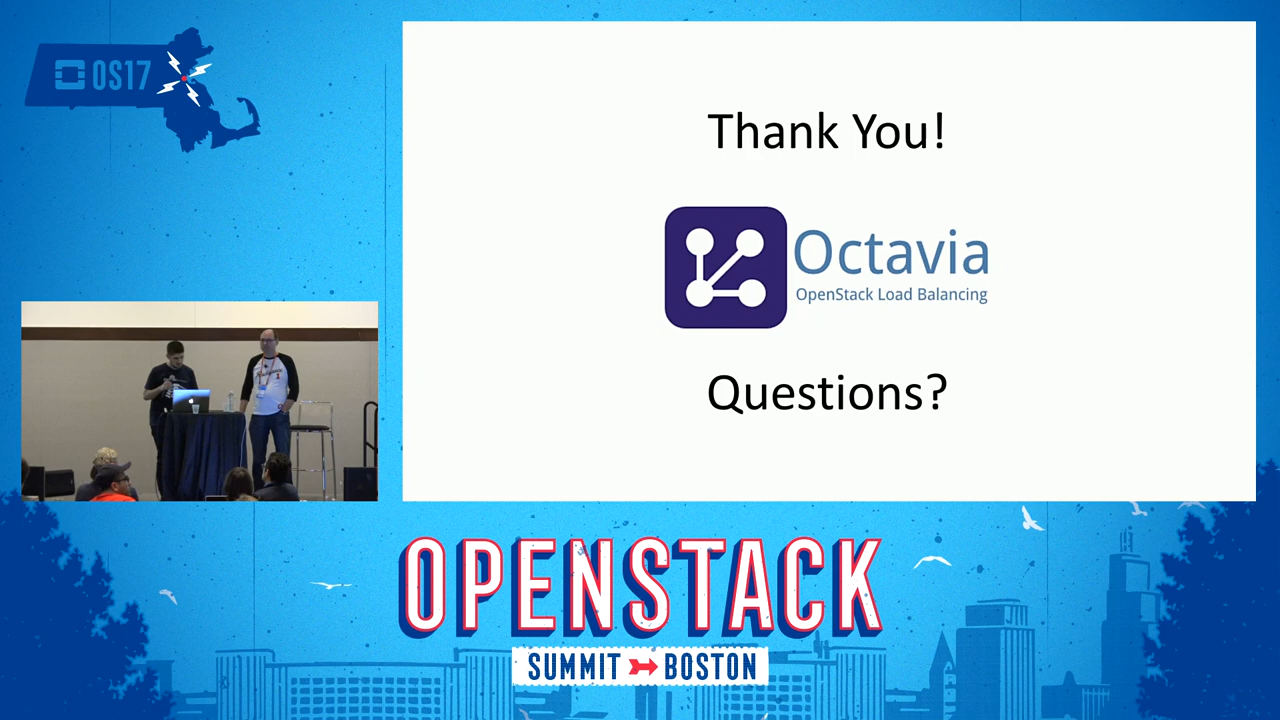 OS17
Thank You!
Octavia
OpenStack Load Balancing
Questions?
OPENSTACK
SUMMIT BOSTON